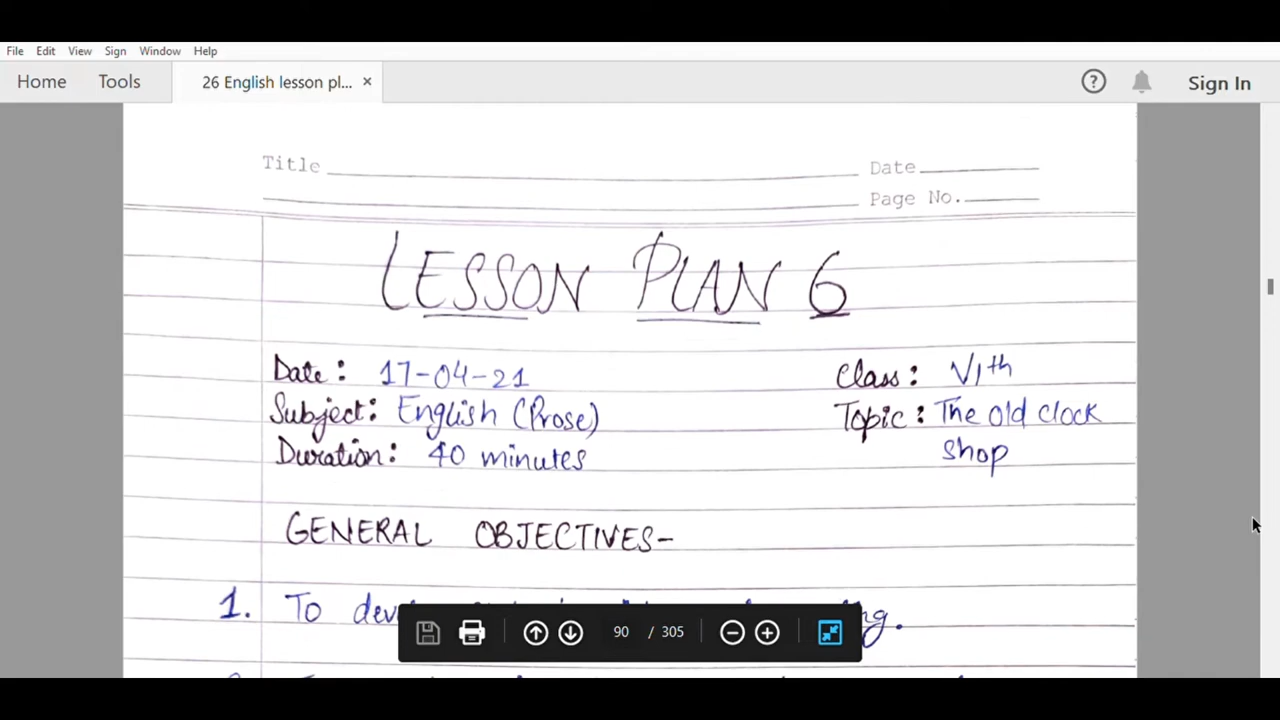 File Edit View Sign Window Help
Home Tools 26 English lesson pl... × ? Sign In
Title Date
Page No.
LESSON PLAN 6
Date: 17-04-21 Class: VIth
Subject: English (Prose) Topic: The old clock
Duration: 40 minutes shop
GENERAL OBJECTIVES-
1. To
90 / 305